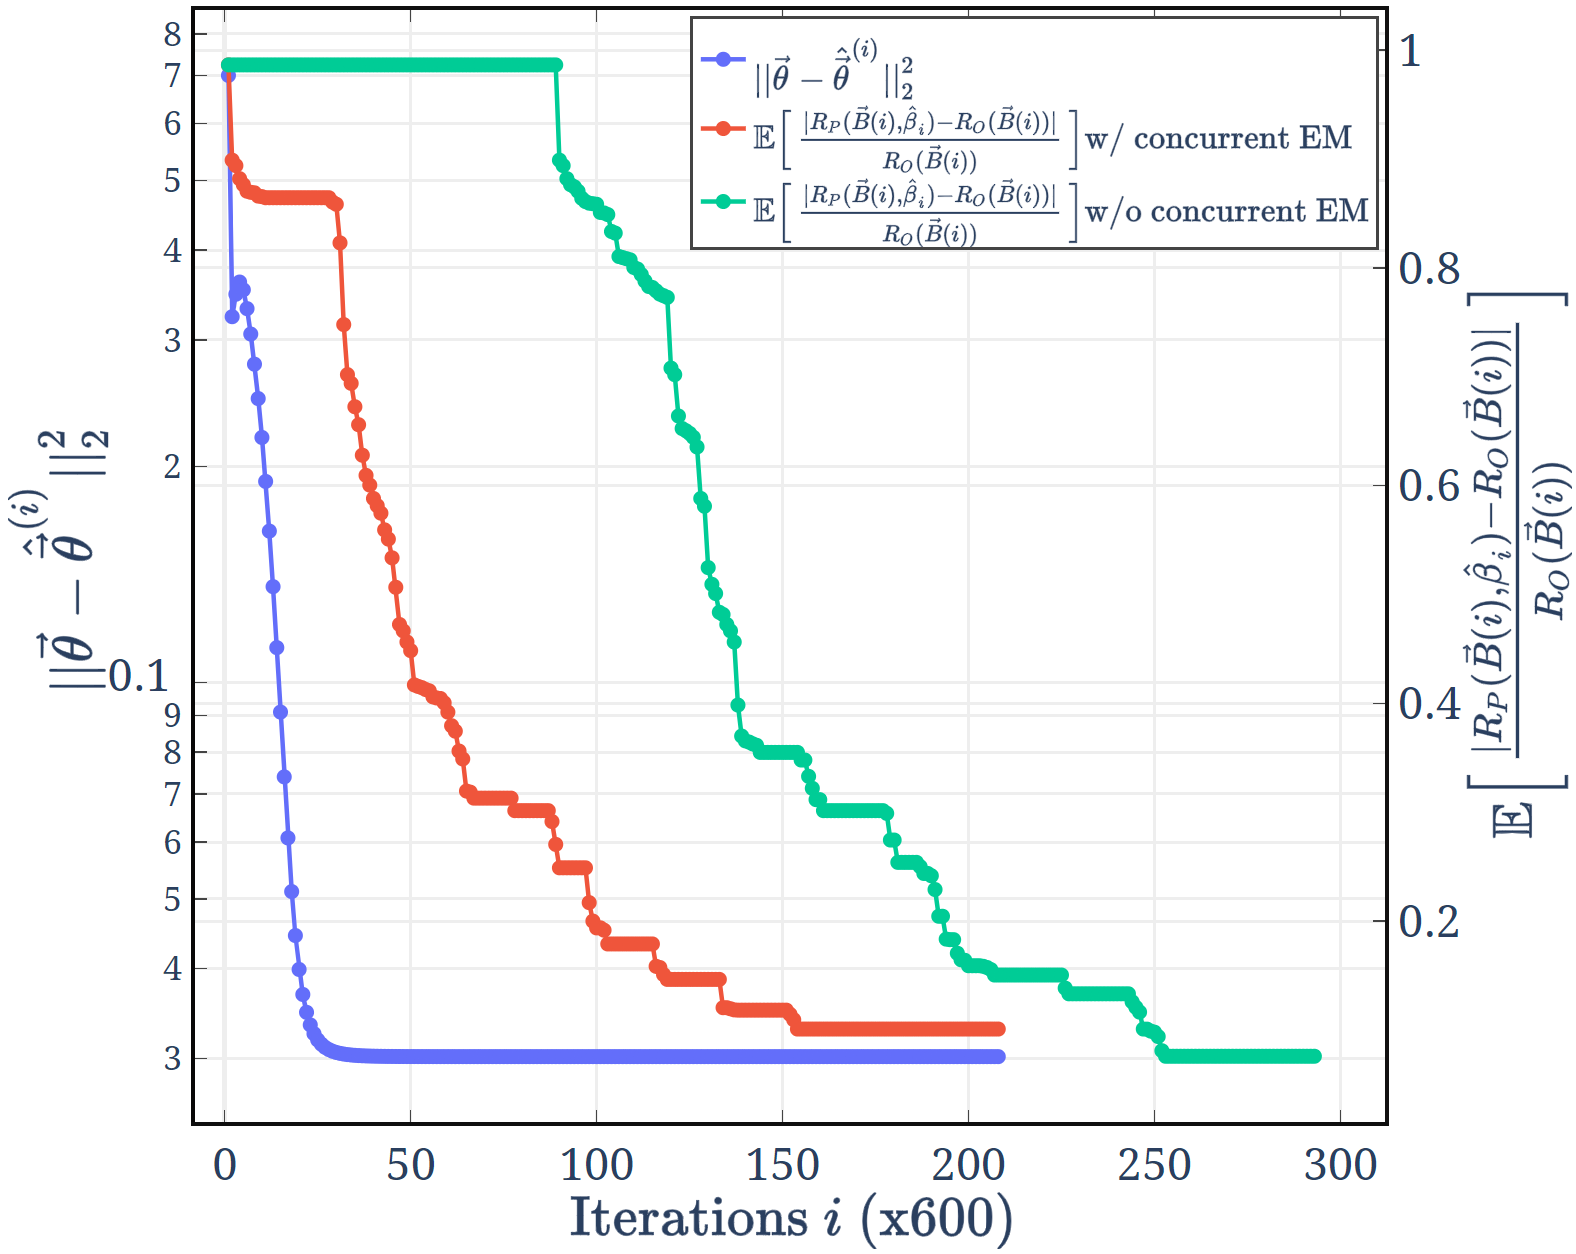 ||θ⃗ − θ̂⃗^(i)||₂²
8
7
6
5
4
3
2
0.1
9
8
7
6
5
4
3
||θ⃗ − θ̂⃗^(i)||₂²
𝔼[ |R_P(B⃗(i),β̂_i)−R_O(B⃗(i))| / R_O(B⃗(i)) ] w/ concurrent EM
𝔼[ |R_P(B⃗(i),β̂_i)−R_O(B⃗(i))| / R_O(B⃗(i)) ] w/o concurrent EM
1
0.8
0.6
0.4
0.2
𝔼[ |R_P(B⃗(i),β̂_i)−R_O(B⃗(i))| / R_O(B⃗(i)) ]
0 50 100 150 200 250 300
Iterations i (x600)